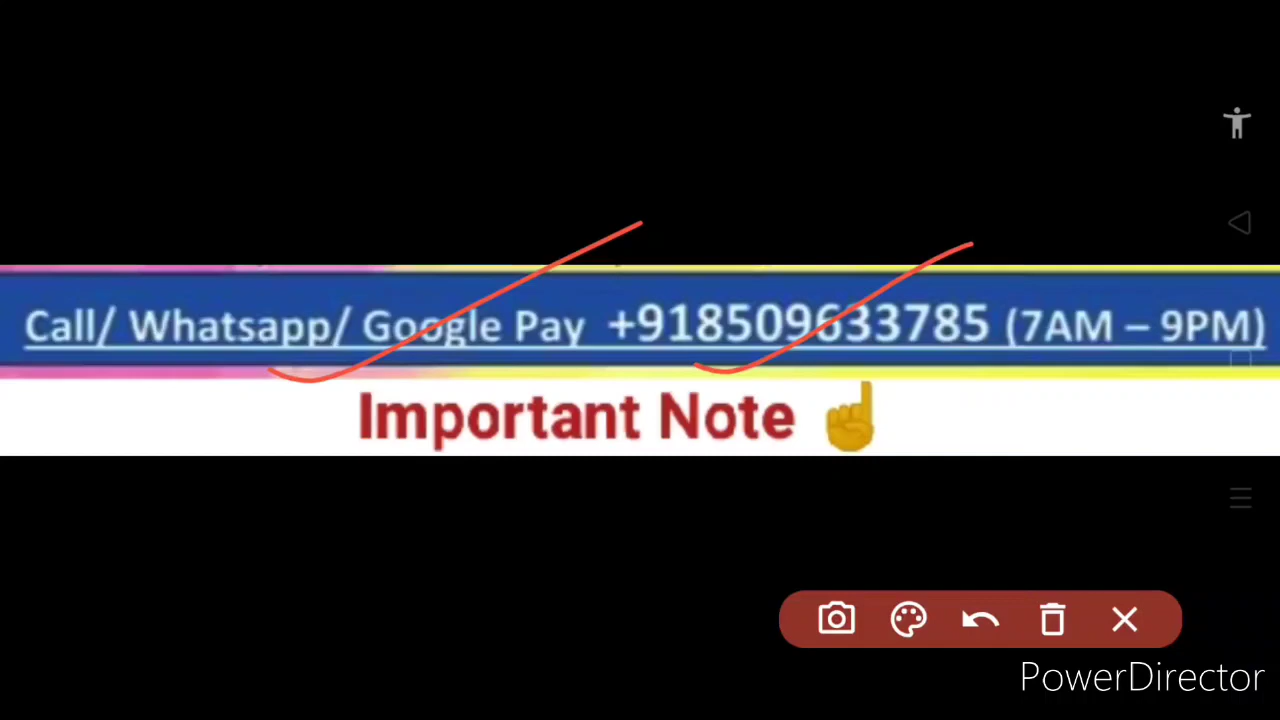 Call/ Whatsapp/ Google Pay +918509633785 (7AM – 9PM)
Important Note ☝
PowerDirector